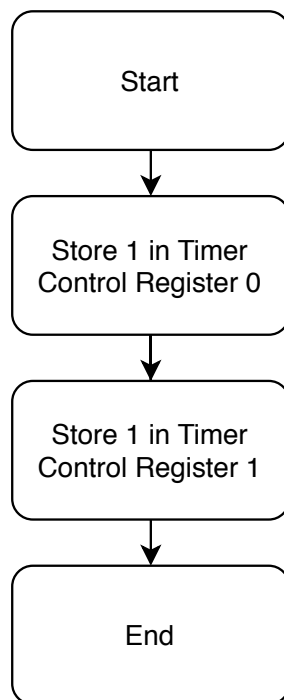 Start
Store 1 in Timer
Control Register 0
Store 1 in Timer
Control Register 1
End